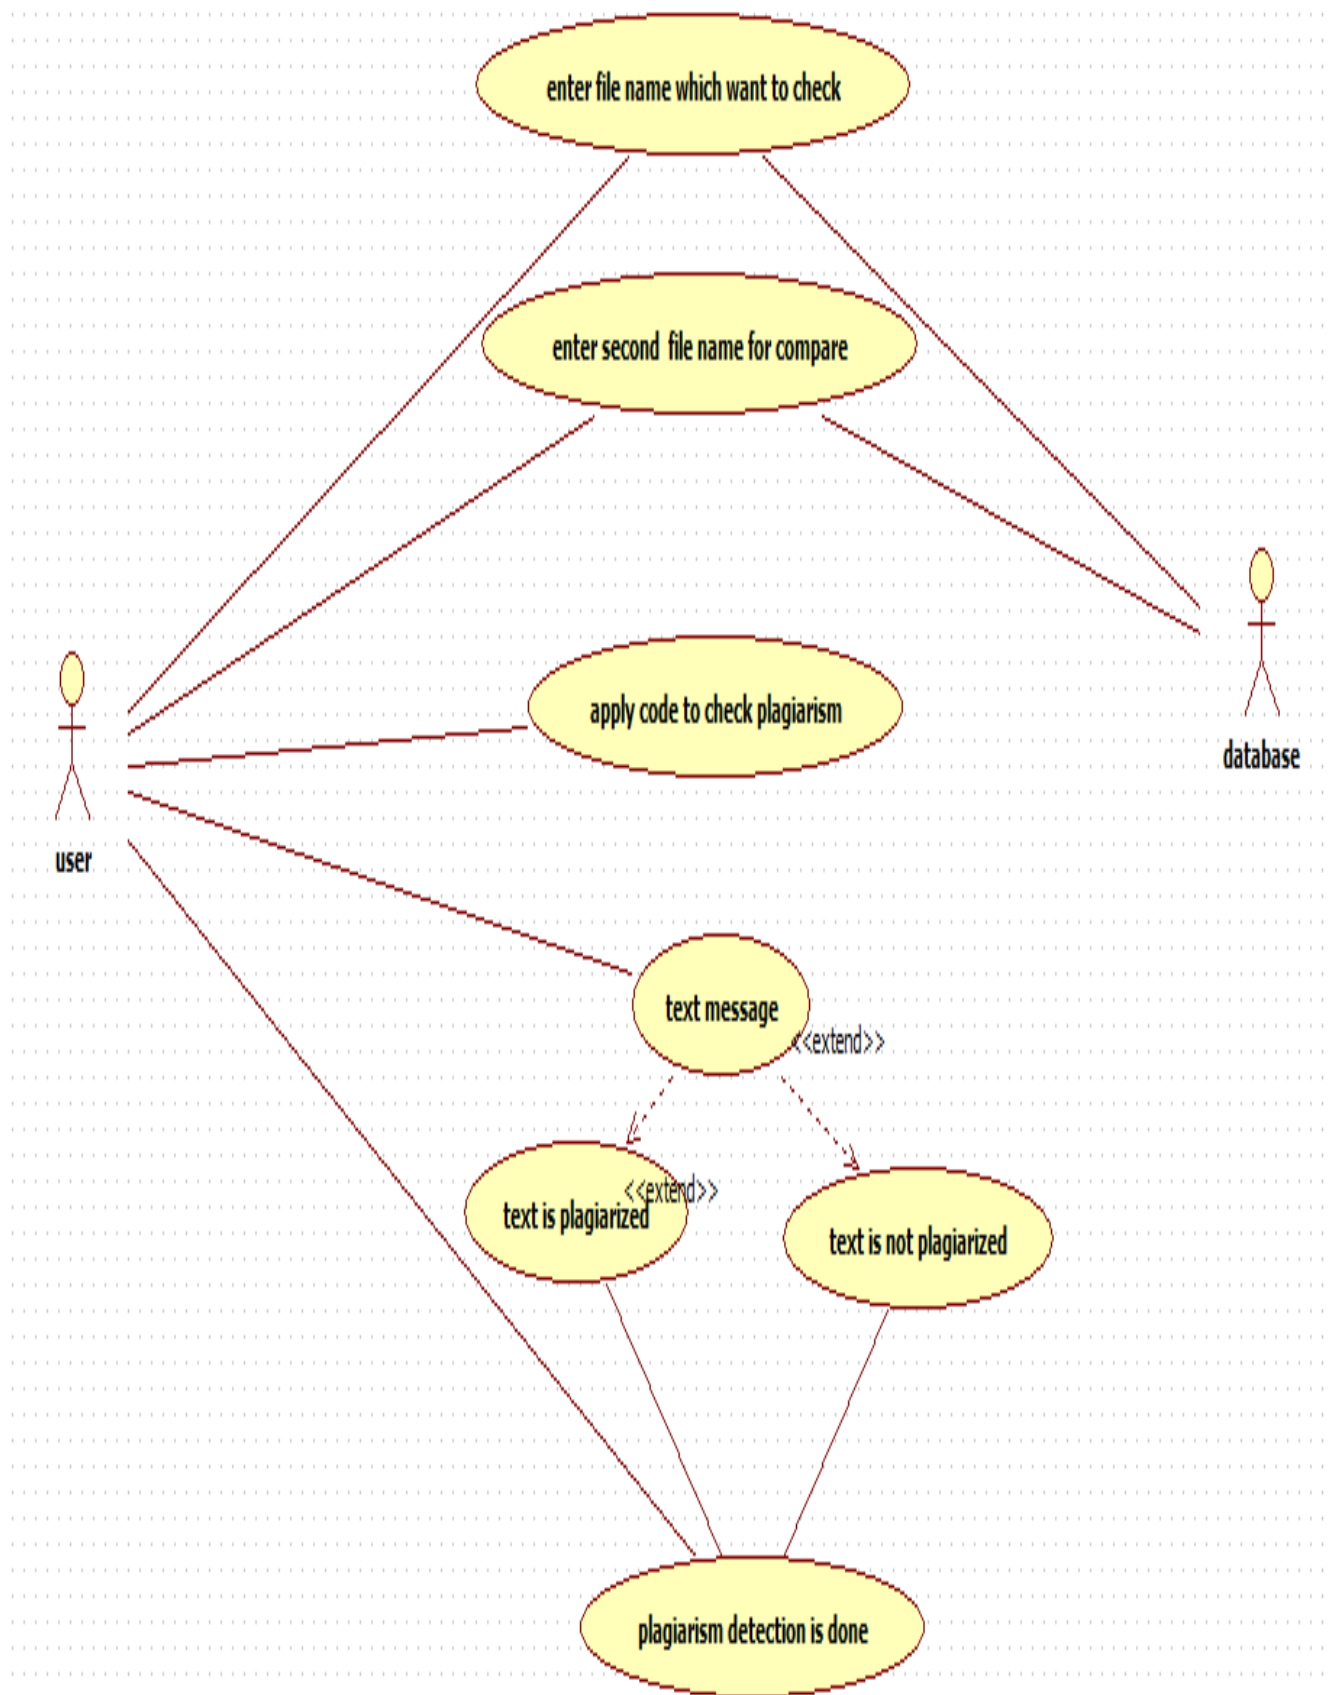 enter file name which want to check
enter second  file name for compare
apply code to check plagiarism
database
user
text message
<<extend>>
<<extend>>
text is plagiarized
text is not plagiarized
plagiarism detection is done